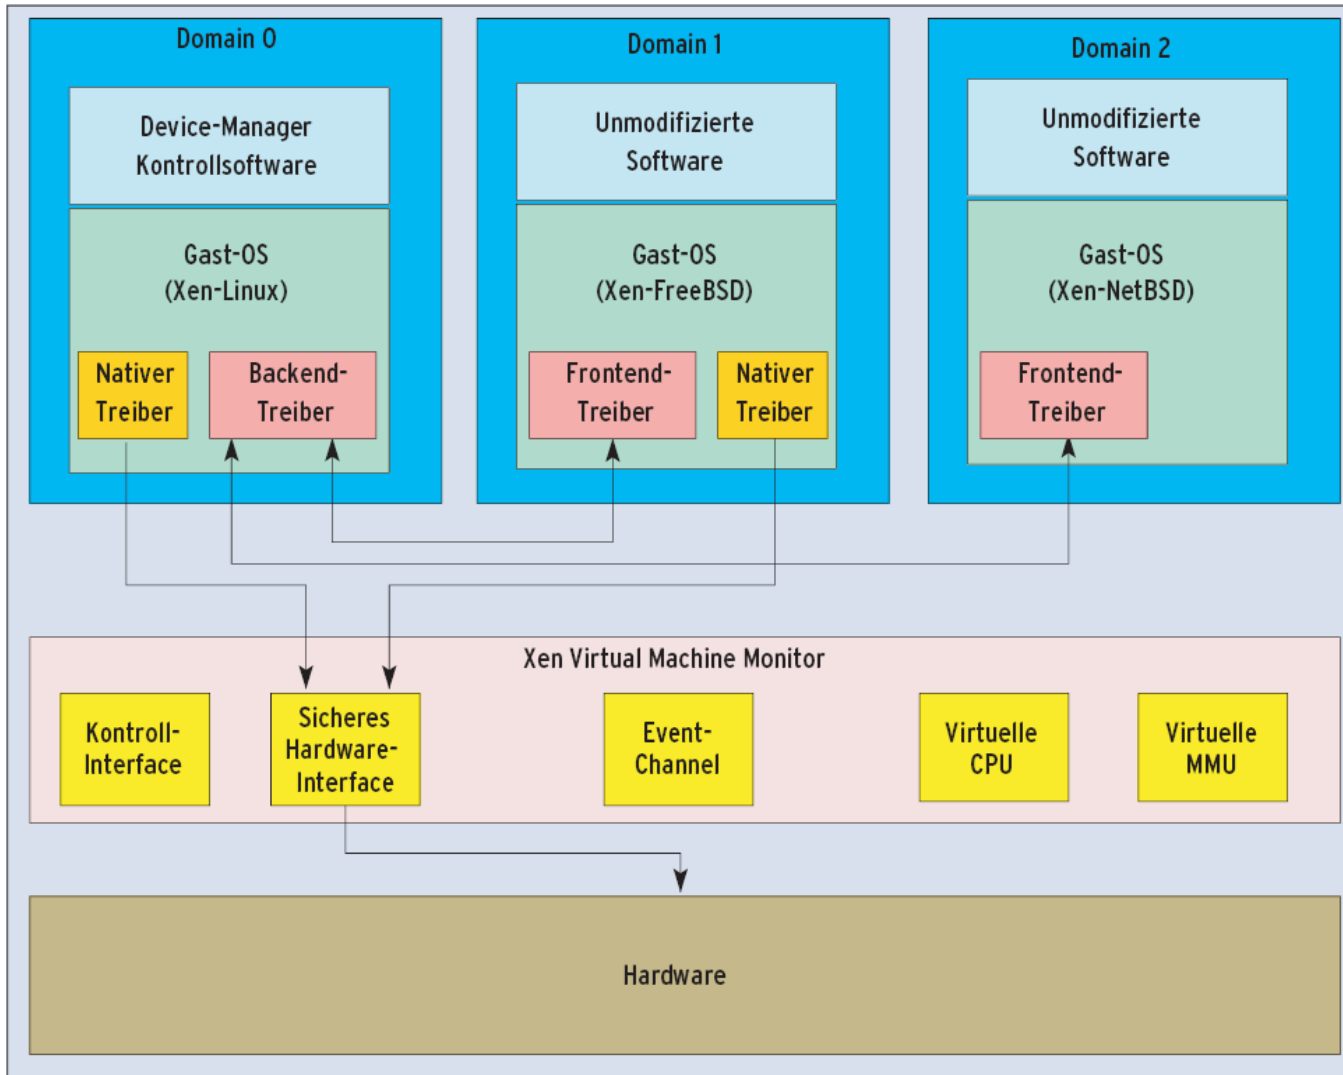 Domain 0
Device-Manager
Kontrollsoftware
Gast-OS
(Xen-Linux)
Nativer
Treiber
Backend-
Treiber
Domain 1
Unmodifizierte
Software
Gast-OS
(Xen-FreeBSD)
Frontend-
Treiber
Nativer
Treiber
Domain 2
Unmodifizierte
Software
Gast-OS
(Xen-NetBSD)
Frontend-
Treiber
Xen Virtual Machine Monitor
Kontroll-
Interface
Sicheres
Hardware-
Interface
Event-
Channel
Virtuelle
CPU
Virtuelle
MMU
Hardware